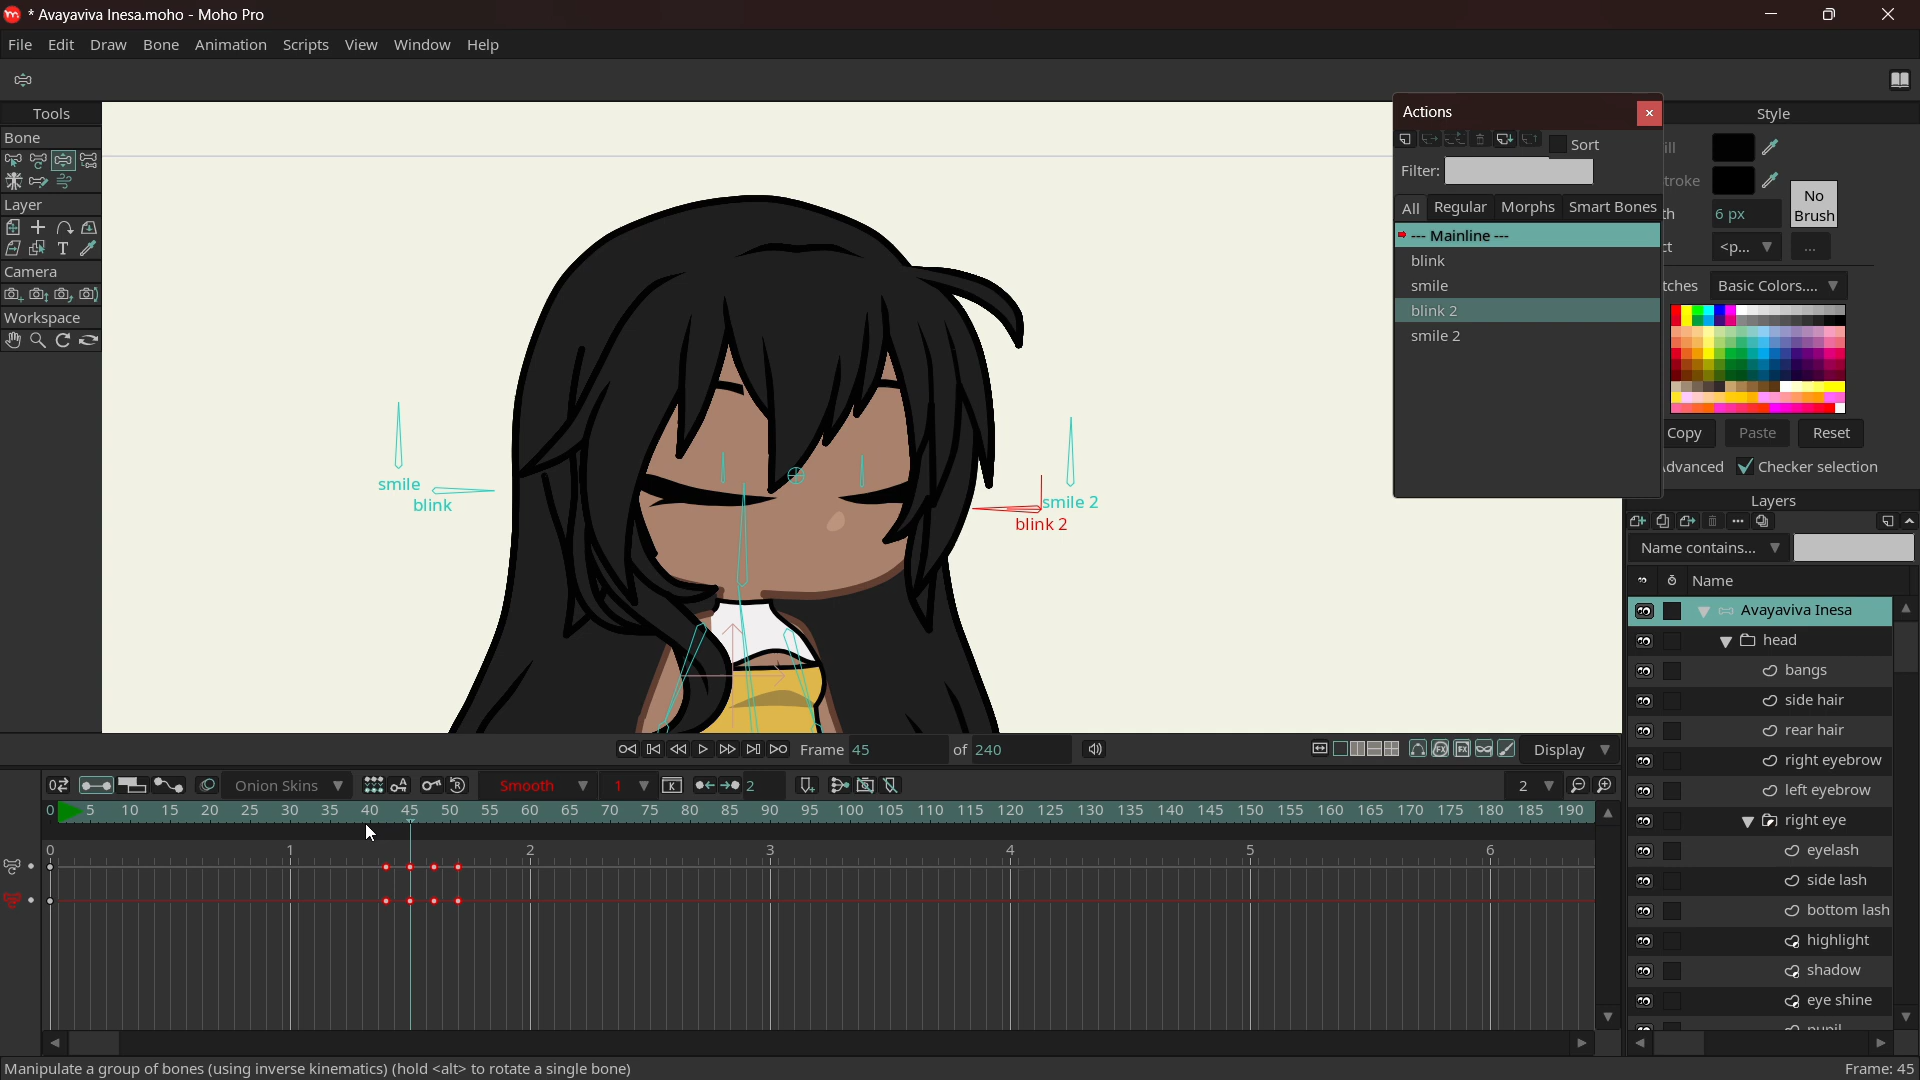 * Avayaviva Inesa.moho - Moho Pro
File Edit Draw Bone Animation Scripts View Window Help
Tools
Bone
Layer
Camera
Workspace
smile
blink
smile 2
blink 2
Actions
Sort
Filter:
All Regular Morphs Smart Bones
--- Mainline ---
blink
smile
blink 2
smile 2
Style
ill
troke
No
Brush
th 6 px
ct <p... ...
tches Basic Colors....
Copy Paste Reset
dvanced Checker selection
Layers
Name contains...
Name
Avayaviva Inesa
head
bangs
side hair
rear hair
right eyebrow
left eyebrow
right eye
eyelash
side lash
bottom lash
highlight
shadow
eye shine
Frame 45 of 240
Display
Onion Skins Smooth 1 2 2
0 5 10 15 20 25 30 35 40 45 50 55 60 65 70 75 80 85 90 95 100 105 110 115 120 125 130 135 140 145 150 155 160 165 170 175 180 185 190
0 1 2 3 4 5 6
Manipulate a group of bones (using inverse kinematics) (hold <alt> to rotate a single bone)
Frame: 45